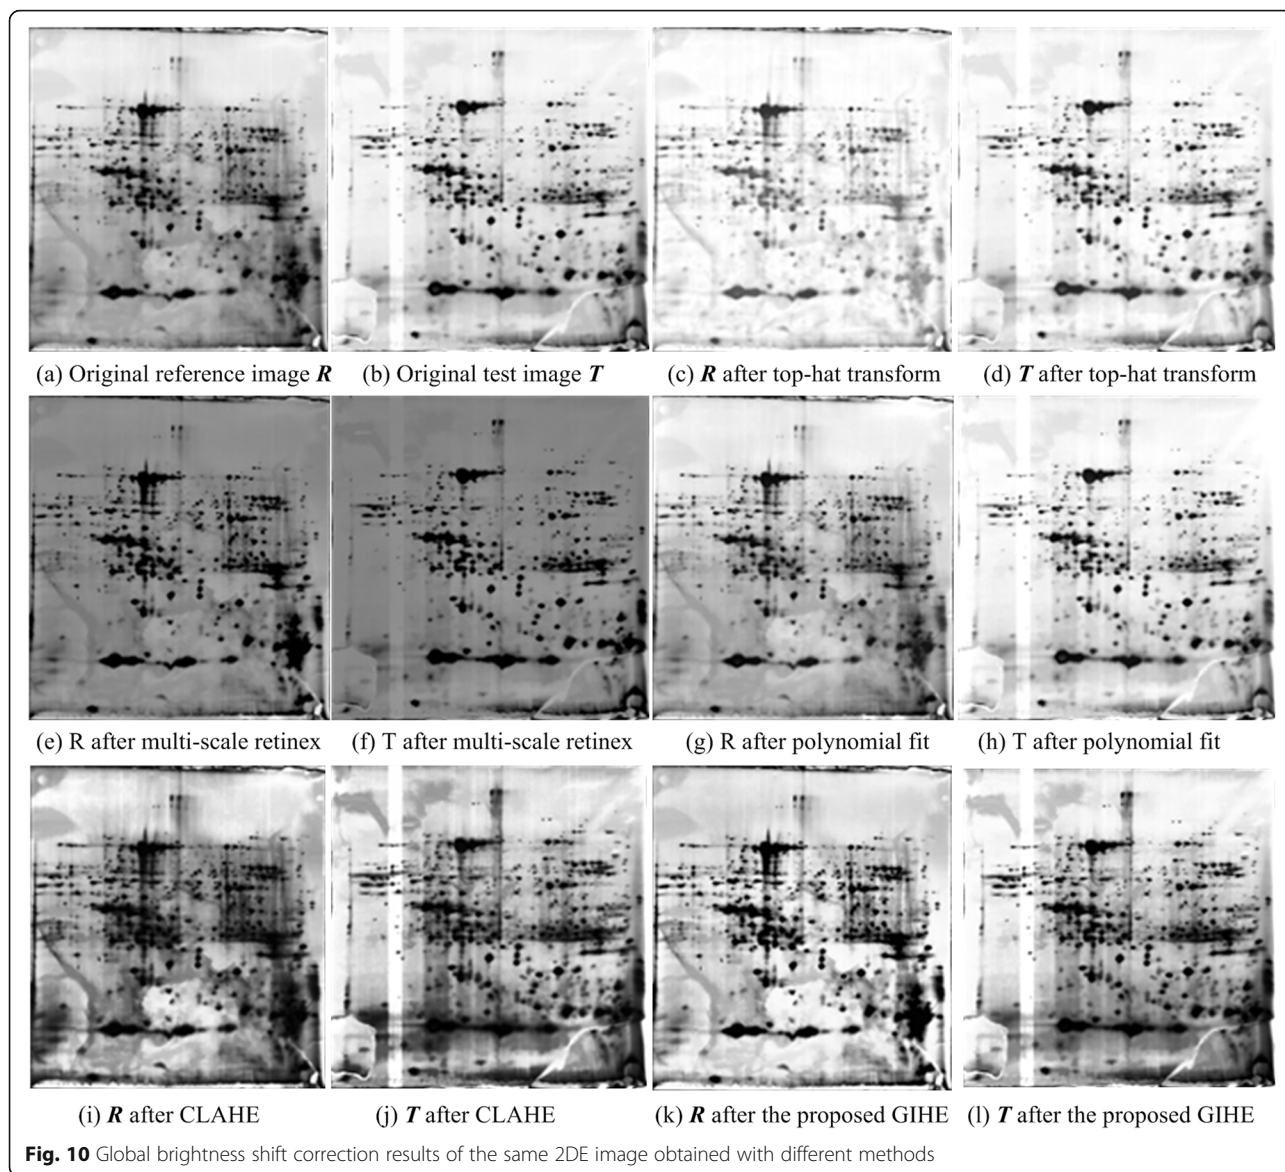 (a) Original reference image R (b) Original test image T (c) R after top-hat transform (d) T after top-hat transform
(e) R after multi-scale retinex (f) T after multi-scale retinex (g) R after polynomial fit (h) T after polynomial fit
(i) R after CLAHE (j) T after CLAHE (k) R after the proposed GIHE (l) T after the proposed GIHE
Fig. 10 Global brightness shift correction results of the same 2DE image obtained with different methods